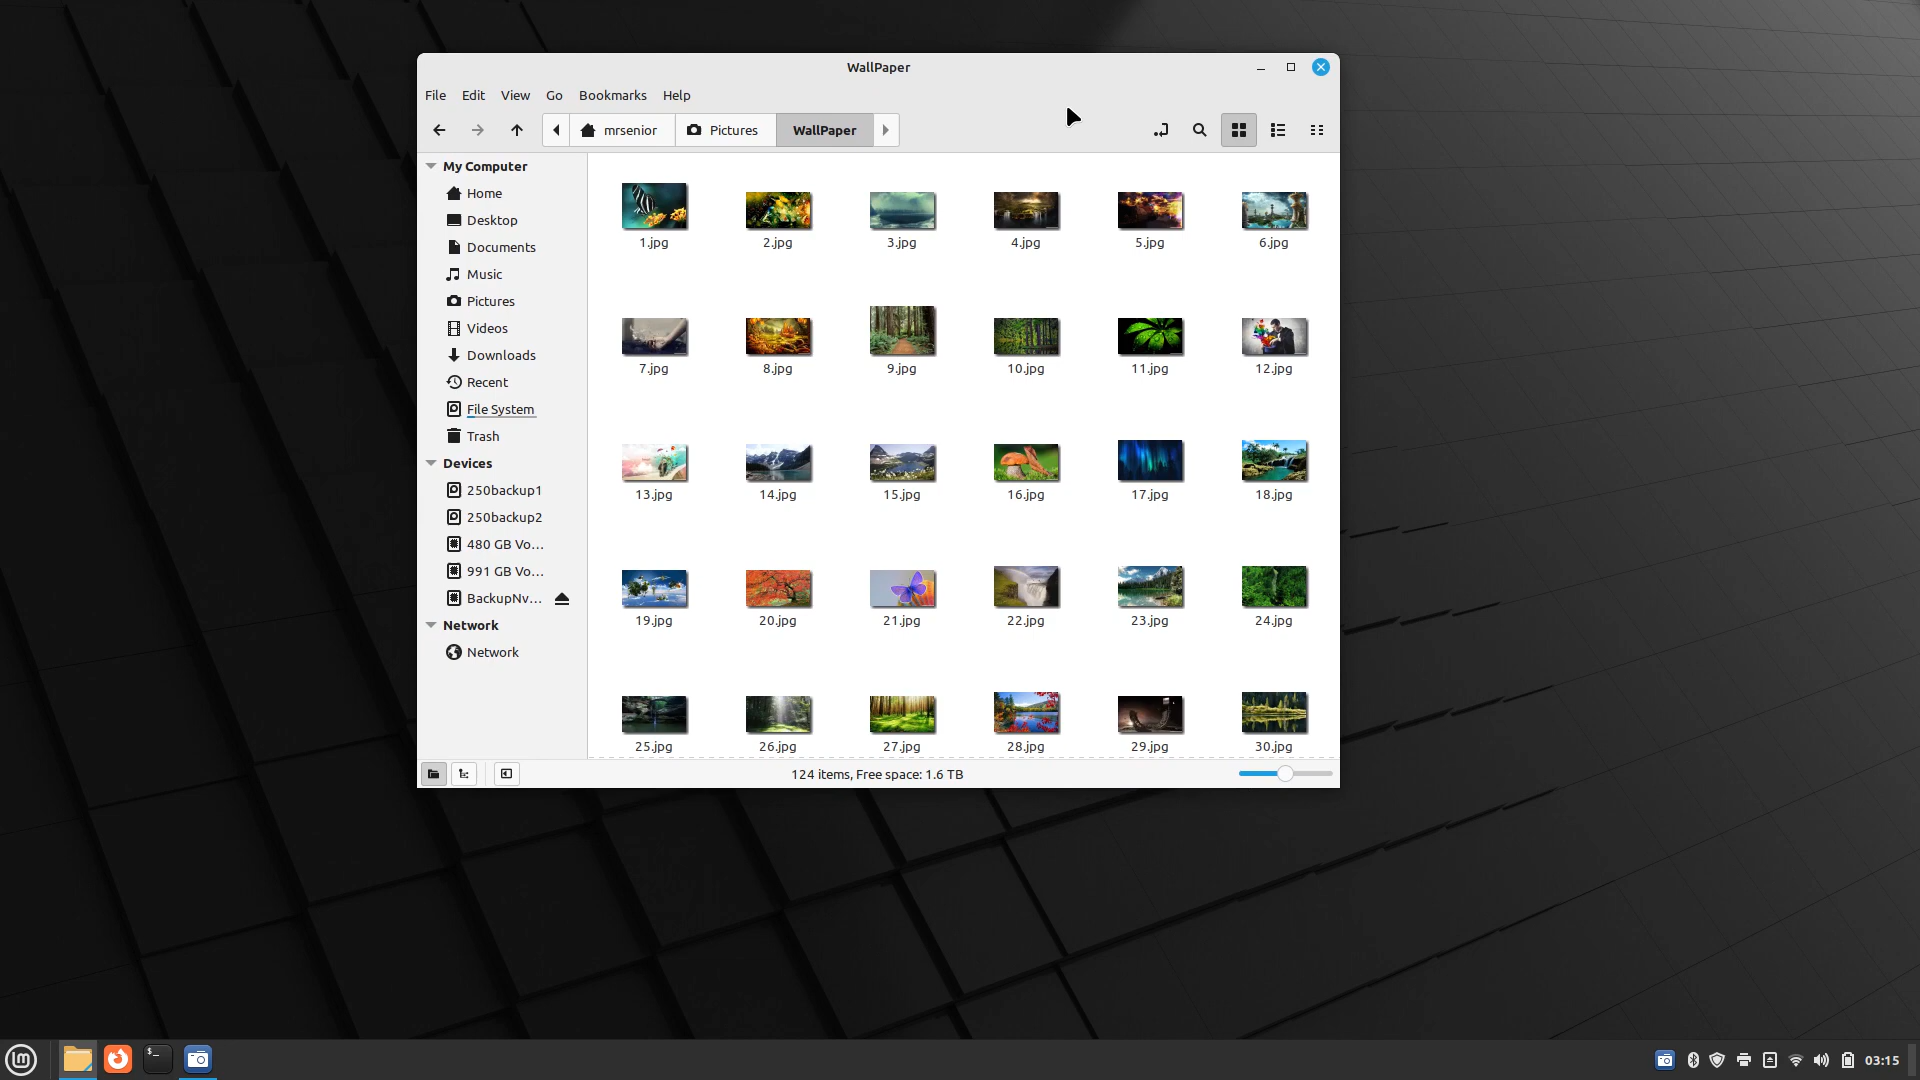 WallPaper
File Edit View Go Bookmarks Help
mrsenior Pictures WallPaper
My Computer
Home
Desktop
Documents
Music
Pictures
Videos
Downloads
Recent
File System
Trash
Devices
250backup1
250backup2
480 GB Vo...
991 GB Vo...
BackupNv...
Network
Network
1.jpg 2.jpg 3.jpg 4.jpg 5.jpg 6.jpg
7.jpg 8.jpg 9.jpg 10.jpg 11.jpg 12.jpg
13.jpg 14.jpg 15.jpg 16.jpg 17.jpg 18.jpg
19.jpg 20.jpg 21.jpg 22.jpg 23.jpg 24.jpg
25.jpg 26.jpg 27.jpg 28.jpg 29.jpg 30.jpg
124 items, Free space: 1.6 TB
03:15